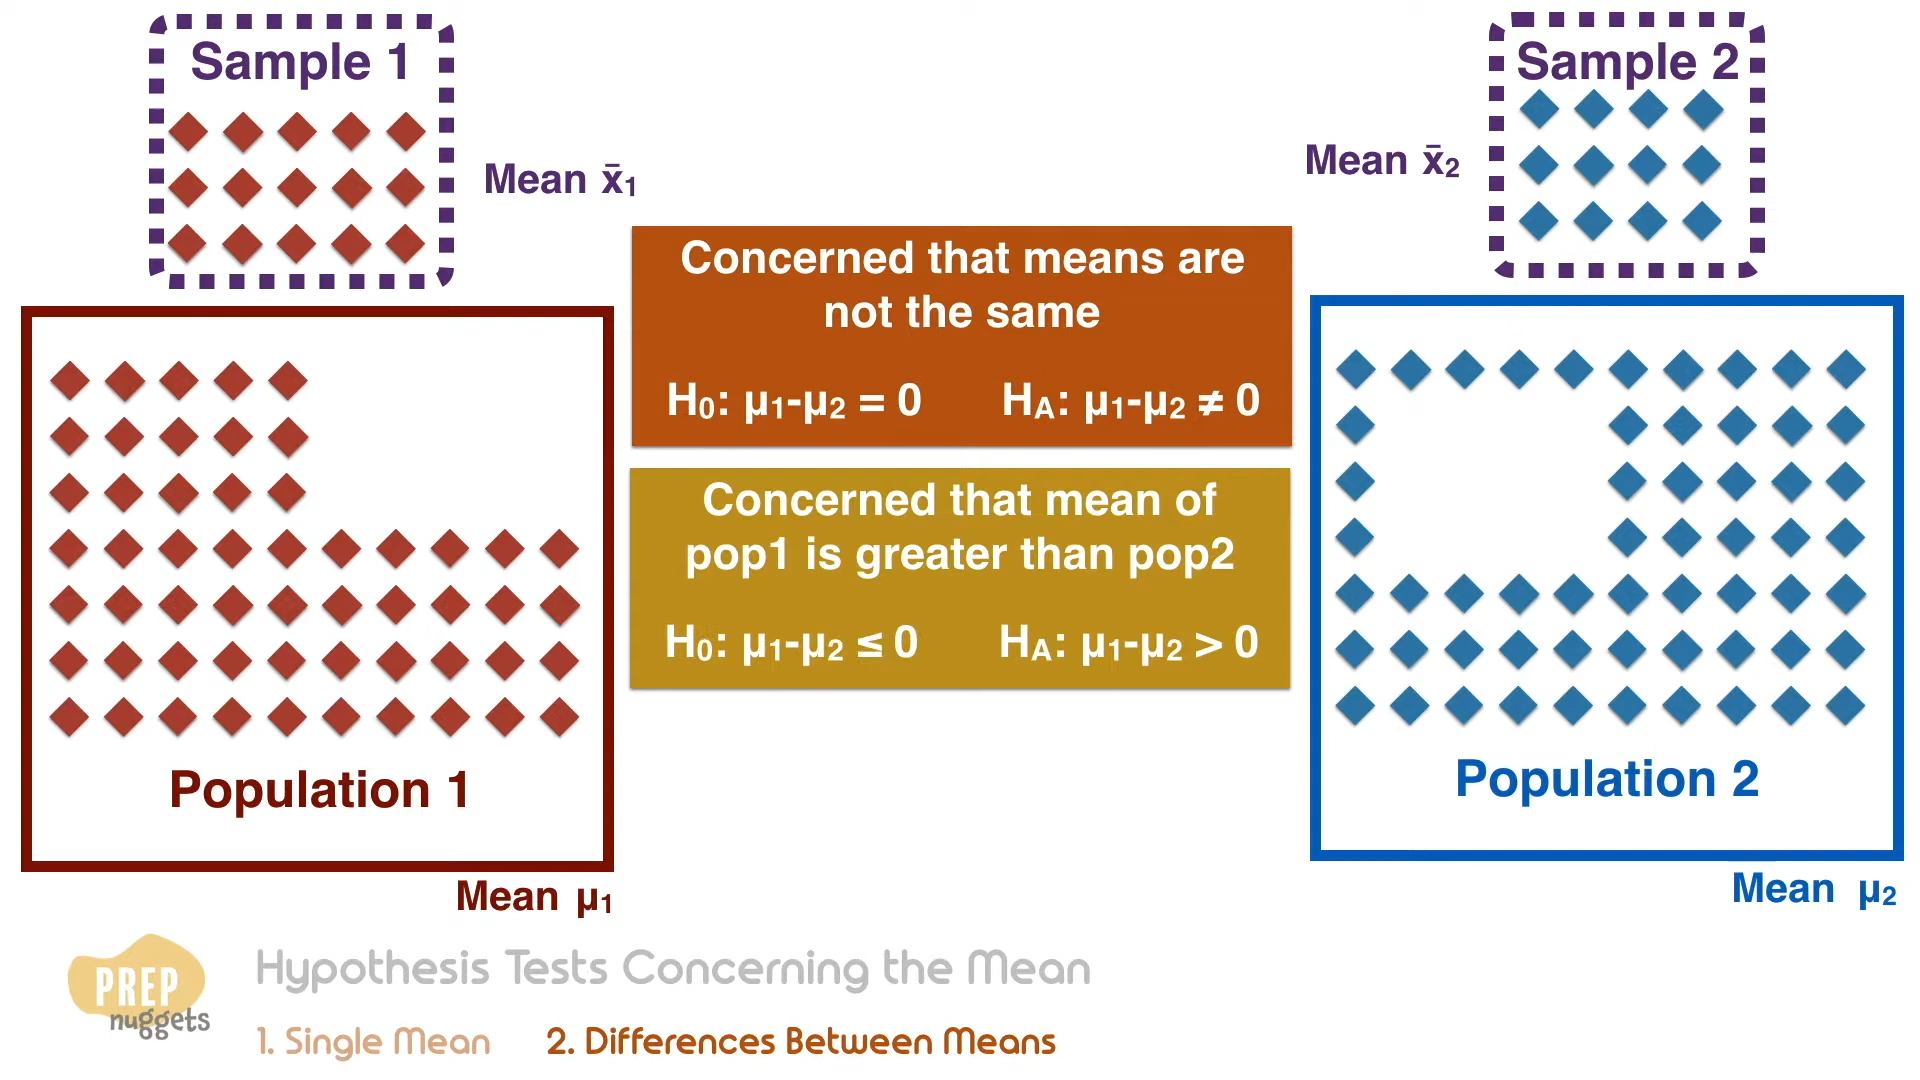 Sample 1
Mean x̄₁
Sample 2
Mean x̄₂
Concerned that means are
not the same
H₀: μ₁-μ₂ = 0 Hᴀ: μ₁-μ₂ ≠ 0
Concerned that mean of
pop1 is greater than pop2
H₀: μ₁-μ₂ ≤ 0 Hᴀ: μ₁-μ₂ > 0
Population 1
Mean μ₁
Population 2
Mean μ₂
PREP
nuggets
Hypothesis Tests Concerning the Mean
1. Single Mean 2. Differences Between Means